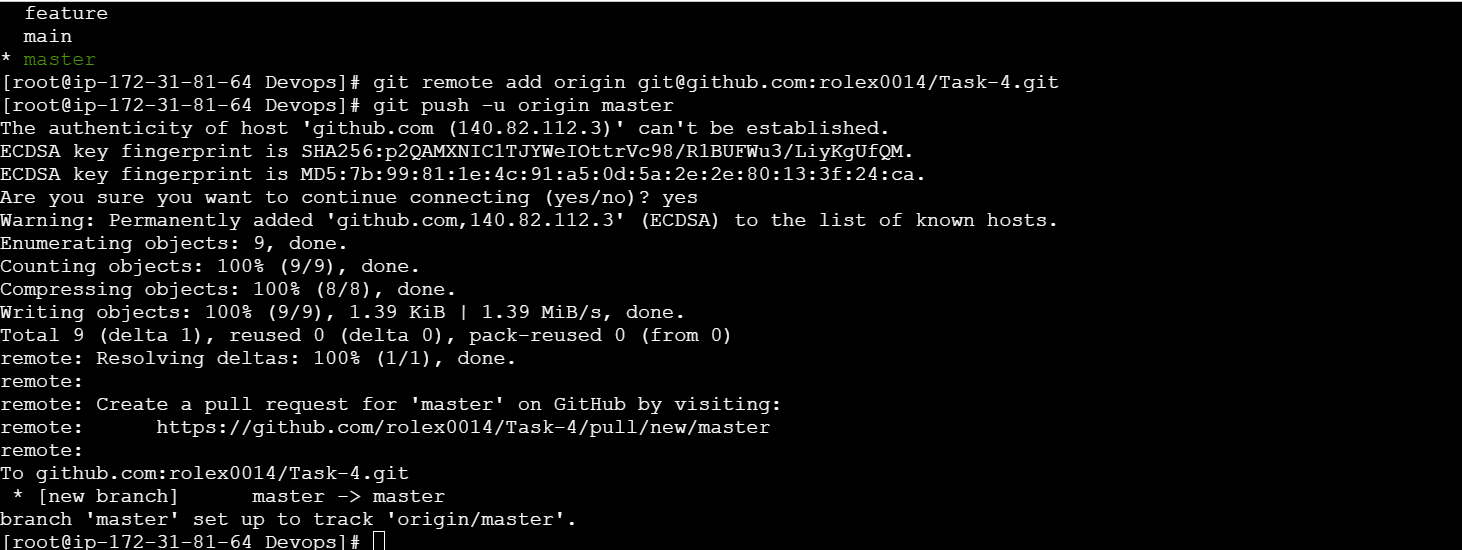 feature
  main
* master
[root@ip-172-31-81-64 Devops]# git remote add origin git@github.com:rolex0014/Task-4.git
[root@ip-172-31-81-64 Devops]# git push -u origin master
The authenticity of host 'github.com (140.82.112.3)' can't be established.
ECDSA key fingerprint is SHA256:p2QAMXNIC1TJYWeIOttrVc98/R1BUFWu3/LiyKgUfQM.
ECDSA key fingerprint is MD5:7b:99:81:1e:4c:91:a5:0d:5a:2e:2e:80:13:3f:24:ca.
Are you sure you want to continue connecting (yes/no)? yes
Warning: Permanently added 'github.com,140.82.112.3' (ECDSA) to the list of known hosts.
Enumerating objects: 9, done.
Counting objects: 100% (9/9), done.
Compressing objects: 100% (8/8), done.
Writing objects: 100% (9/9), 1.39 KiB | 1.39 MiB/s, done.
Total 9 (delta 1), reused 0 (delta 0), pack-reused 0 (from 0)
remote: Resolving deltas: 100% (1/1), done.
remote:
remote: Create a pull request for 'master' on GitHub by visiting:
remote:      https://github.com/rolex0014/Task-4/pull/new/master
remote:
To github.com:rolex0014/Task-4.git
 * [new branch]      master -> master
branch 'master' set up to track 'origin/master'.
[root@ip-172-31-81-64 Devops]#